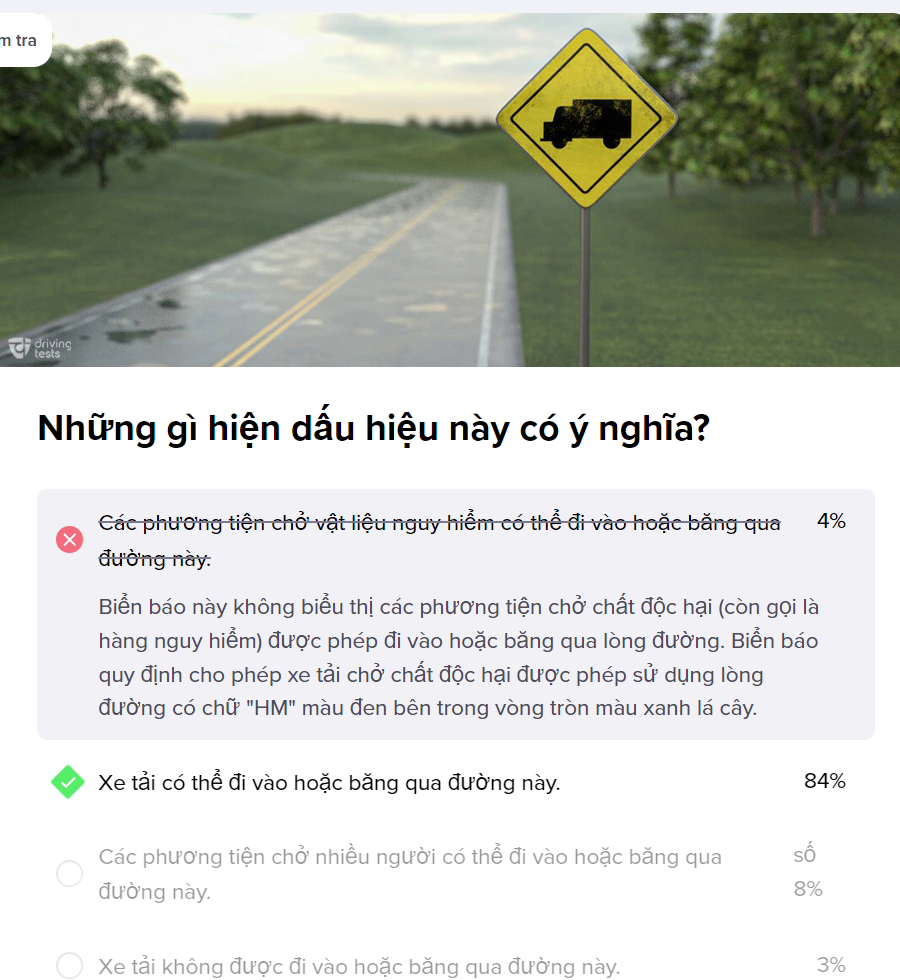 m tra
driving
tests
Những gì hiện dấu hiệu này có ý nghĩa?
Các phương tiện chở vật liệu nguy hiểm có thể đi vào hoặc băng qua 4%
đường này.
Biển báo này không biểu thị các phương tiện chở chất độc hại (còn gọi là
hàng nguy hiểm) được phép đi vào hoặc băng qua lòng đường. Biển báo
quy định cho phép xe tải chở chất độc hại được phép sử dụng lòng
đường có chữ "HM" màu đen bên trong vòng tròn màu xanh lá cây.
Xe tải có thể đi vào hoặc băng qua đường này. 84%
Các phương tiện chở nhiều người có thể đi vào hoặc băng qua số
đường này. 8%
Xe tải không được đi vào hoặc băng qua đường này. 3%